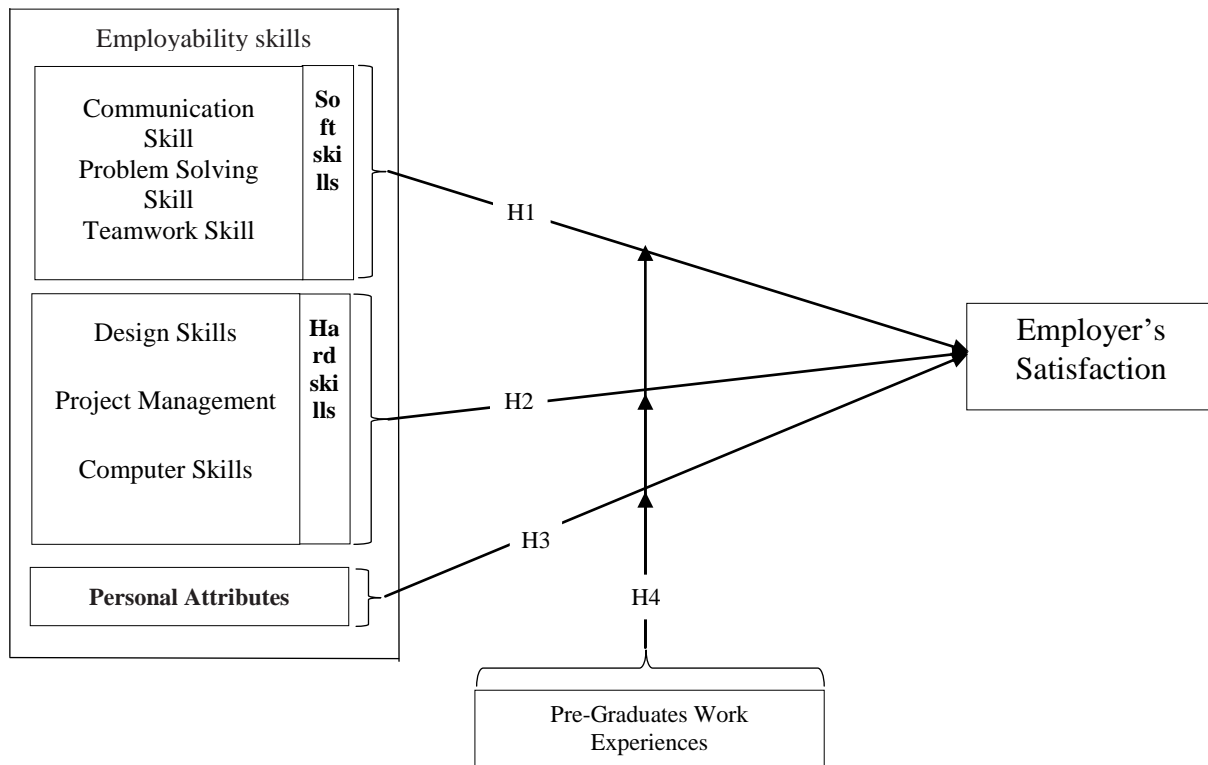 Employability skills
Communication
Skill
Problem Solving
Skill
Teamwork Skill
So
ft
ski
lls
H1
Design Skills
Project Management
Computer Skills
Ha
rd
ski
lls
H2
Employer’s
Satisfaction
H3
Personal Attributes
H4
Pre-Graduates Work
Experiences